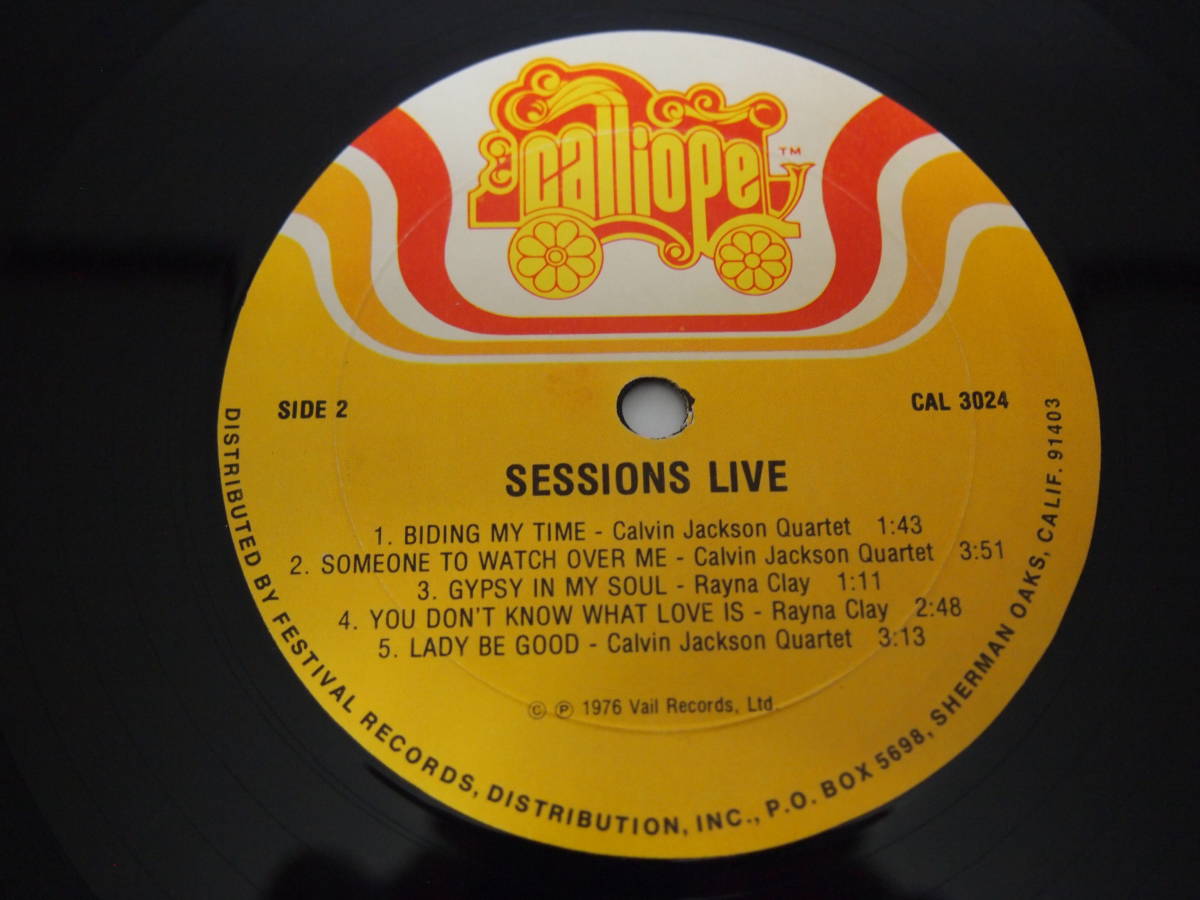 calliope TM
SIDE 2
CAL 3024
SESSIONS LIVE
1. BIDING MY TIME - Calvin Jackson Quartet 1:43
2. SOMEONE TO WATCH OVER ME - Calvin Jackson Quartet 3:51
3. GYPSY IN MY SOUL - Rayna Clay 1:11
4. YOU DON'T KNOW WHAT LOVE IS - Rayna Clay 2:48
5. LADY BE GOOD - Calvin Jackson Quartet 3:13
© ℗ 1976 Vail Records, Ltd.
DISTRIBUTED BY FESTIVAL RECORDS, DISTRIBUTION, INC., P.O. BOX 5698, SHERMAN OAKS, CALIF. 91403